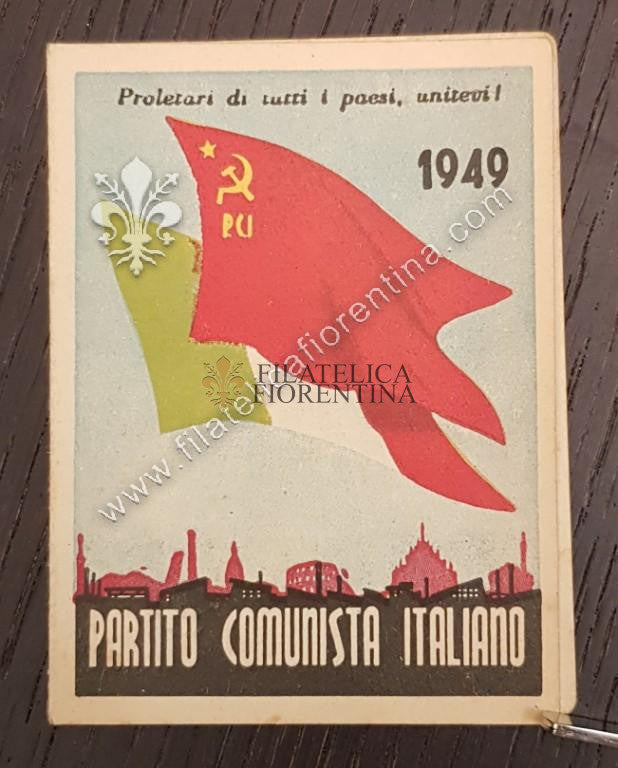 Proletari di tutti i paesi, unitevi!
1949
PCI
www.filatelicafiorentina.com
FILATELICA
FIORENTINA
PARTITO COMUNISTA ITALIANO